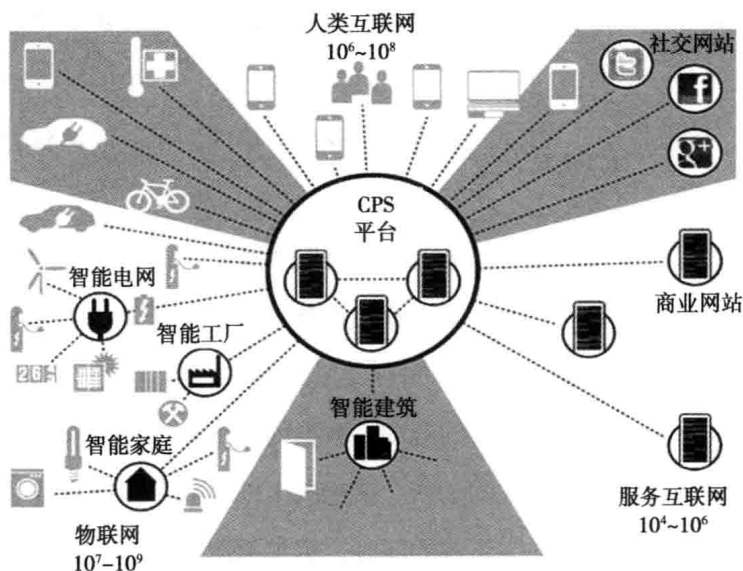 人类互联网
10⁶~10⁸
社交网站
f
g+
CPS
平台
智能电网
商业网站
智能工厂
265
智能建筑
智能家庭
服务互联网
10⁴~10⁶
物联网
10⁷-10⁹